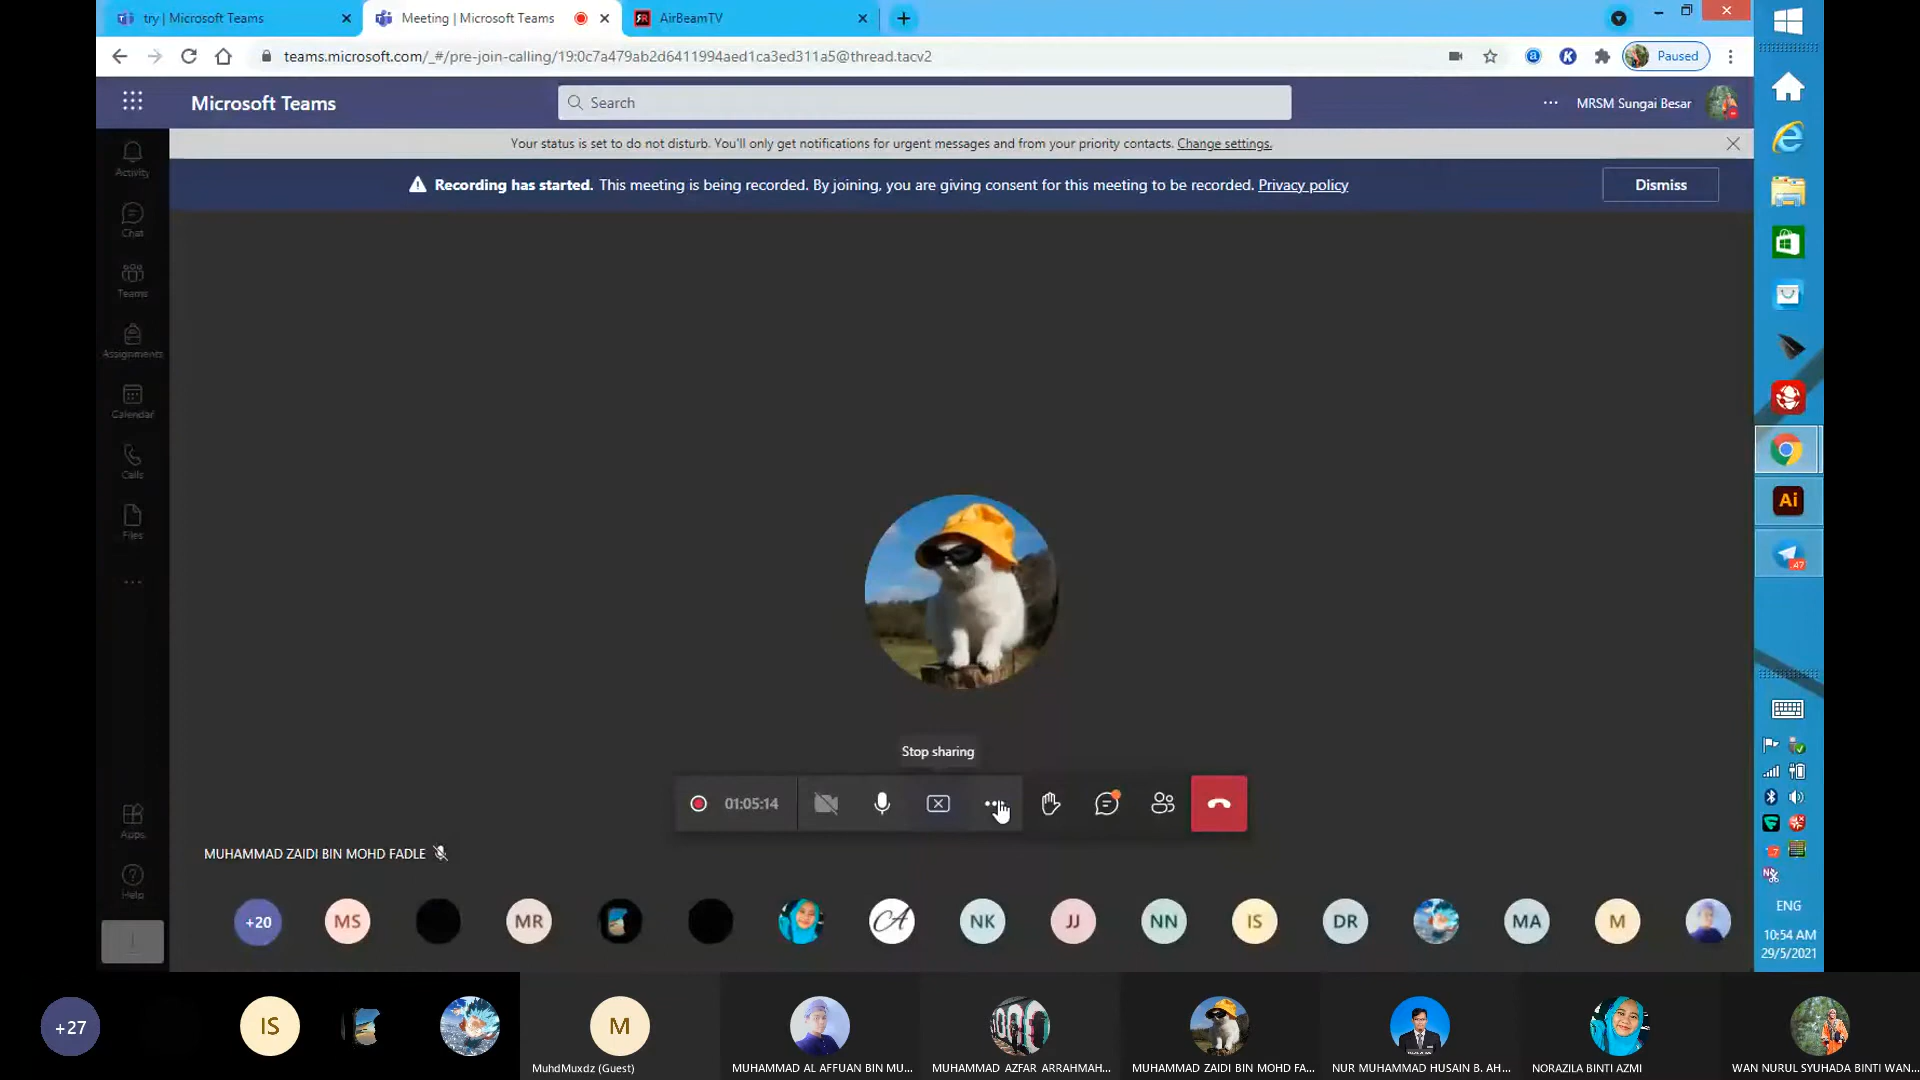 try | Microsoft Teams
Meeting | Microsoft Teams
AirBeamTV
teams.microsoft.com/_#/pre-join-calling/19:0c7a479ab2d6411994aed1ca3ed311a5@thread.tacv2
Paused
Microsoft Teams
Search
MRSM Sungai Besar
Your status is set to do not disturb. You'll only get notifications for urgent messages and from your priority contacts. Change settings.
Recording has started. This meeting is being recorded. By joining, you are giving consent for this meeting to be recorded. Privacy policy
Dismiss
Activity
Chat
Teams
Assignments
Calendar
Calls
Files
Apps
Help
Stop sharing
01:05:14
MUHAMMAD ZAIDI BIN MOHD FADLE
+20
MS
MR
A
NK
JJ
NN
IS
DR
MA
M
Ai
47
ENG
10:54 AM
29/5/2021
+27
IS
M
MuhdMuxdz (Guest)
MUHAMMAD AL AFFUAN BIN MU...
MUHAMMAD AZFAR ARRAHMAH...
MUHAMMAD ZAIDI BIN MOHD FA...
NUR MUHAMMAD HUSAIN B. AH...
NORAZILA BINTI AZMI
WAN NURUL SYUHADA BINTI WAN...